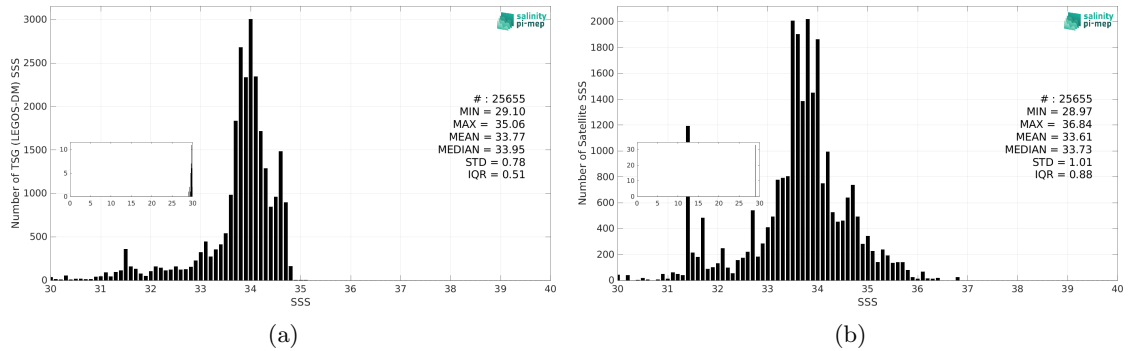 salinity
pi-mep
Number of TSG (LEGOS-DM) SSS
3000
2500
2000
1500
1000
500
0
# : 25655
MIN = 29.10
MAX = 35.06
MEAN = 33.77
MEDIAN = 33.95
STD = 0.78
IQR = 0.51
10
5
0
0 5 10 15 20 25 30
30 31 32 33 34 35 36 37 38 39 40
SSS
(a)
salinity
pi-mep
Number of Satellite SSS
2000
1800
1600
1400
1200
1000
800
600
400
200
0
# : 25655
MIN = 28.97
MAX = 36.84
MEAN = 33.61
MEDIAN = 33.73
STD = 1.01
IQR = 0.88
30
20
10
0
0 5 10 15 20 25 30
30 31 32 33 34 35 36 37 38 39 40
SSS
(b)